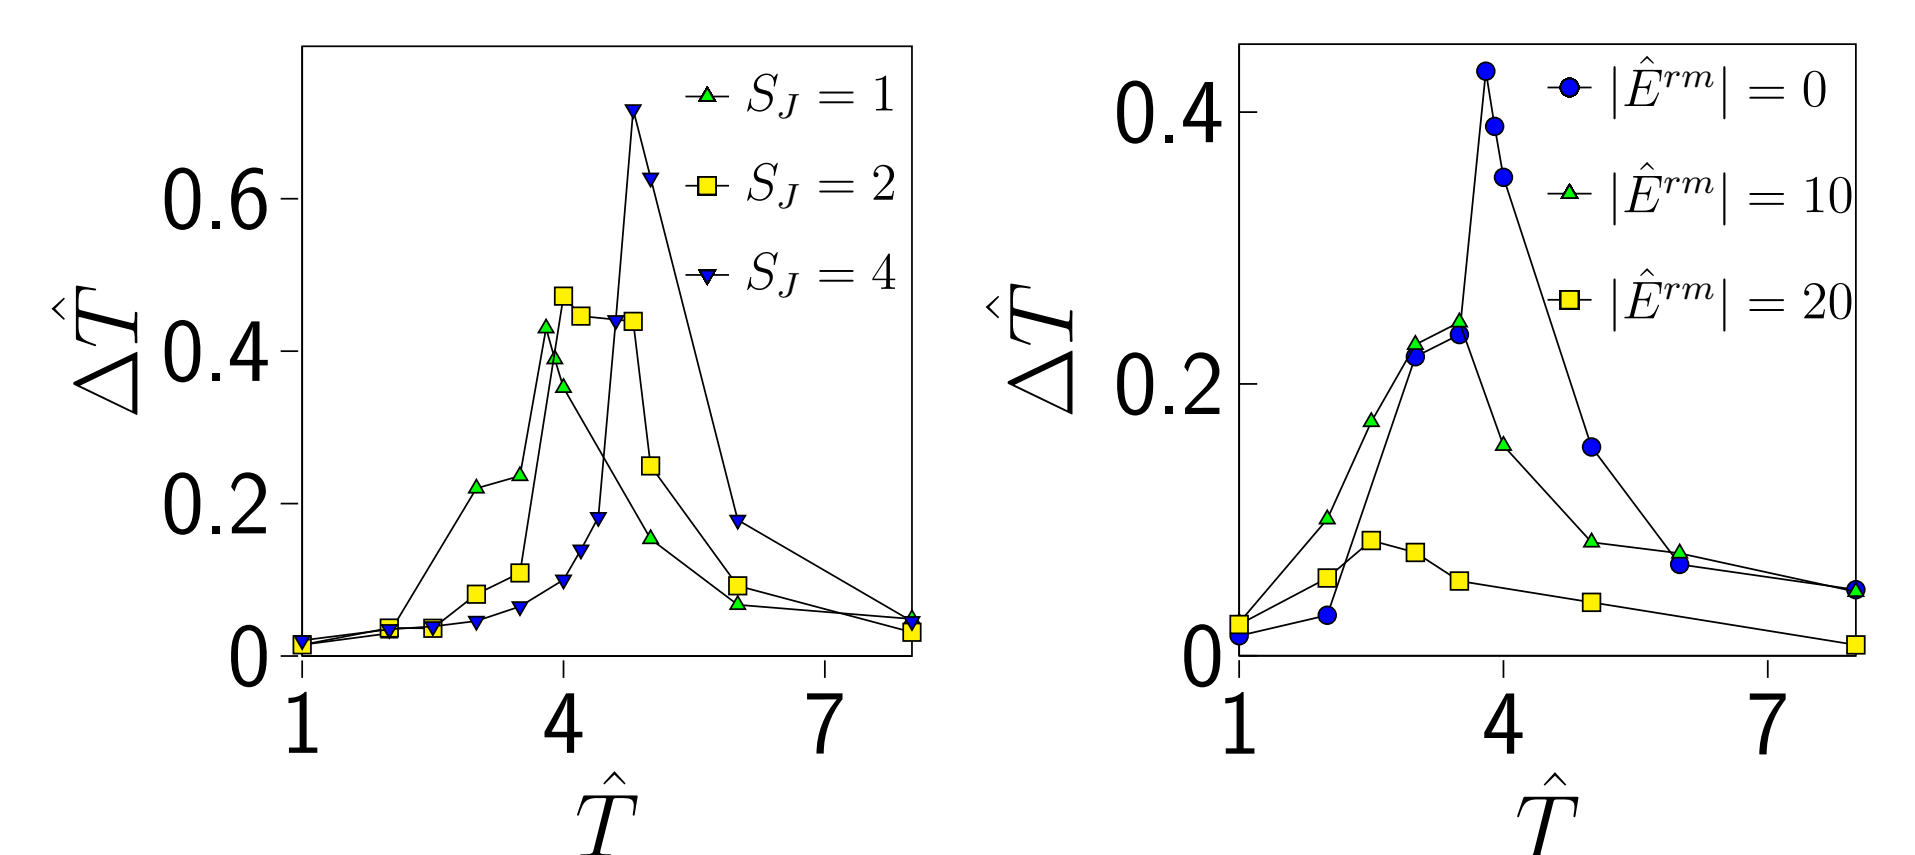 S_J = 1
S_J = 2
S_J = 4
0.6
0.4
0.2
0
ΔT̂
1 4 7
T̂
|Ê^{rm}| = 0
|Ê^{rm}| = 10
|Ê^{rm}| = 20
0.4
0.2
0
ΔT̂
1 4 7
T̂